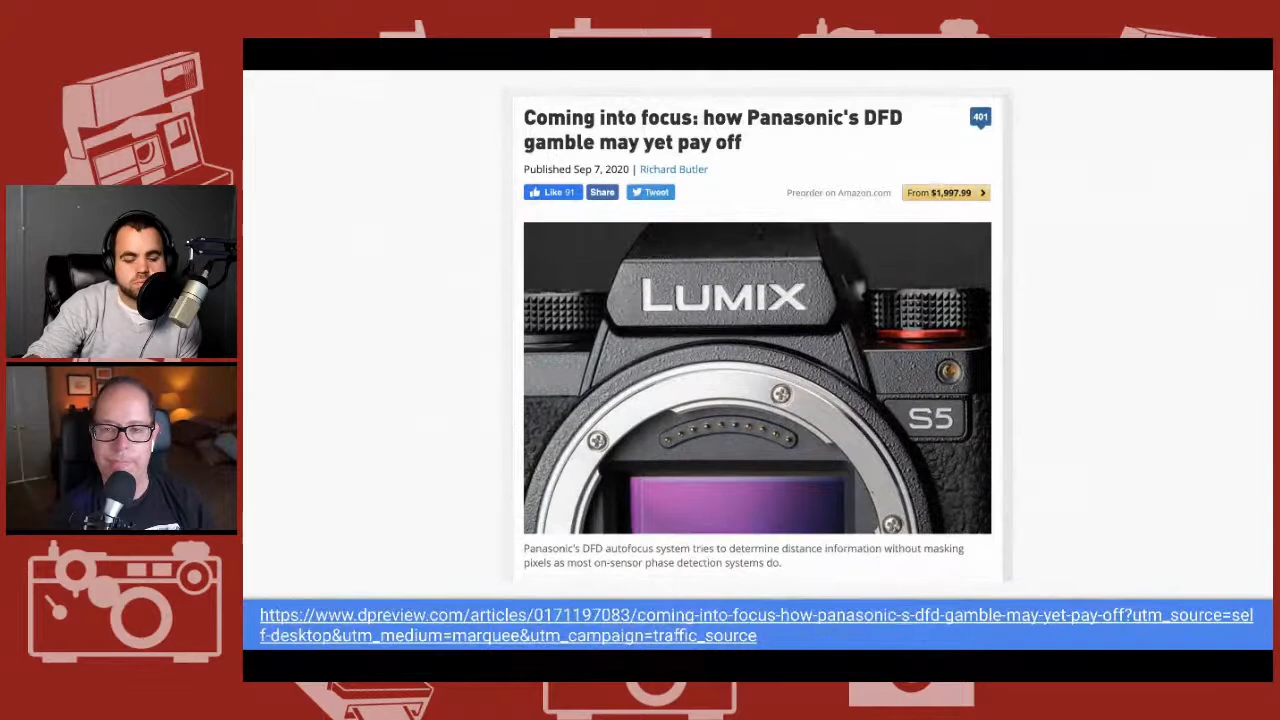 Coming into focus: how Panasonic's DFD
gamble may yet pay off
401
Published Sep 7, 2020 | Richard Butler
Like 91 Share Tweet
Preorder on Amazon.com From $1,997.99 >
LUMIX
S5
Panasonic's DFD autofocus system tries to determine distance information without masking
pixels as most on-sensor phase detection systems do.
https://www.dpreview.com/articles/0171197083/coming-into-focus-how-panasonic-s-dfd-gamble-may-yet-pay-off?utm_source=sel
f-desktop&utm_medium=marquee&utm_campaign=traffic_source